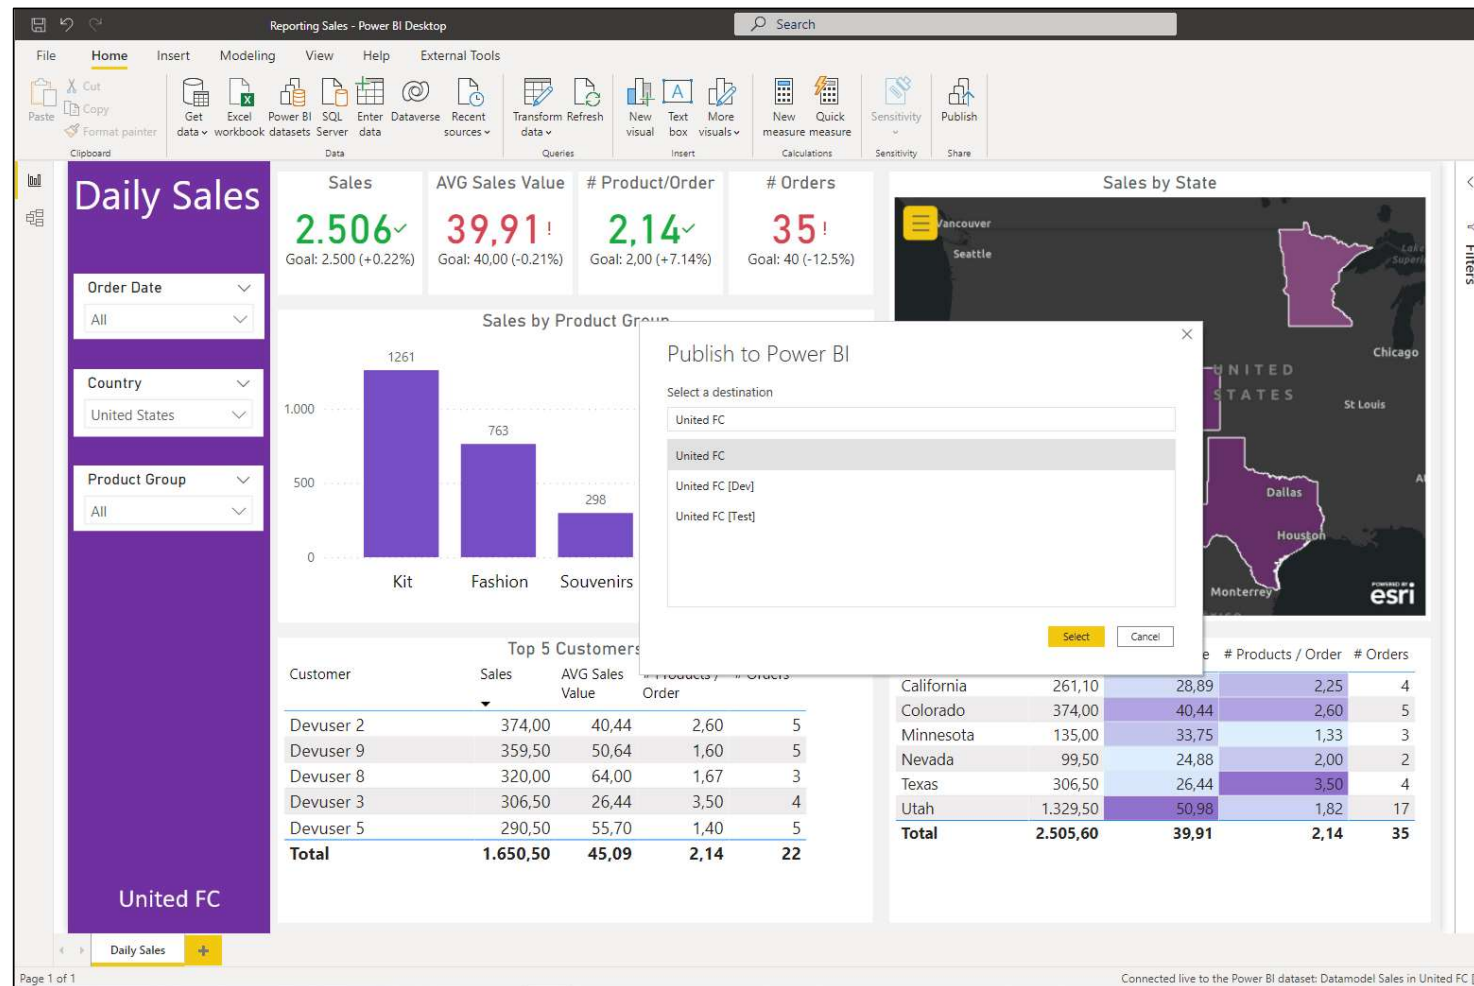 Reporting Sales - Power BI Desktop
Search
File Home Insert Modeling View Help External Tools
Paste
Cut
Copy
Format painter
Clipboard
Get data
Excel workbook
Power BI datasets
SQL Server
Enter data
Dataverse
Recent sources
Data
Transform data
Refresh
Queries
New visual
Text box
More visuals
Insert
New measure
Quick measure
Calculations
Sensitivity
Sensitivity
Publish
Share
Daily Sales
Order Date
All
Country
United States
Product Group
All
United FC
Sales
2.506
Goal: 2.500 (+0.22%)
AVG Sales Value
39,91 !
Goal: 40,00 (-0.21%)
# Product/Order
2,14
Goal: 2,00 (+7.14%)
# Orders
35 !
Goal: 40 (-12.5%)
Sales by Product Gr
1.000
500
0
1261
763
298
Kit Fashion Souvenirs
Sales by State
Vancouver
Seattle
Lake
Chicago
UNITED
STATES
St Louis
Dallas
Houston
Monterrey
POWERED BY
esri
Filters
Publish to Power BI
Select a destination
United FC
United FC
United FC [Dev]
United FC [Test]
Select Cancel
Top 5 Customers
Customer Sales AVG Sales Value # Products / Order # Orders
Devuser 2 374,00 40,44 2,60 5
Devuser 9 359,50 50,64 1,60 5
Devuser 8 320,00 64,00 1,67 3
Devuser 3 306,50 26,44 3,50 4
Devuser 5 290,50 55,70 1,40 5
Total 1.650,50 45,09 2,14 22
e # Products / Order # Orders
California 261,10 28,89 2,25 4
Colorado 374,00 40,44 2,60 5
Minnesota 135,00 33,75 1,33 3
Nevada 99,50 24,88 2,00 2
Texas 306,50 26,44 3,50 4
Utah 1.329,50 50,98 1,82 17
Total 2.505,60 39,91 2,14 35
Daily Sales +
Page 1 of 1
Connected live to the Power BI dataset: Datamodel Sales in United FC [